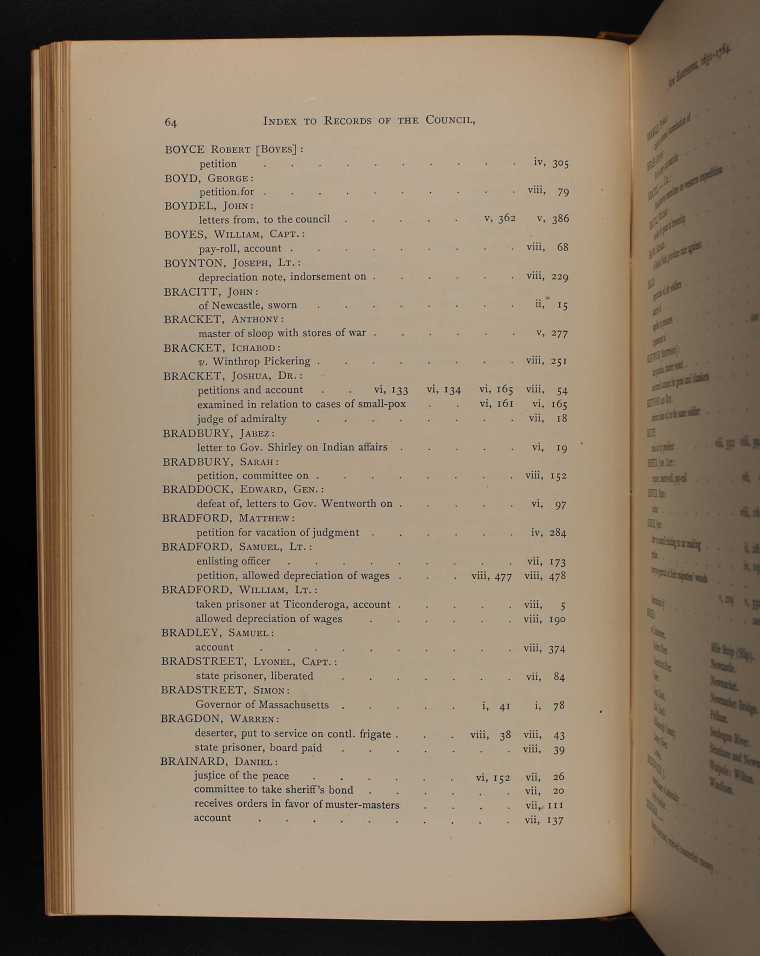 64 INDEX TO RECORDS OF THE COUNCIL,
BOYCE ROBERT [BOYES] :
petition . . . . . . . . . . iv, 305
BOYD, GEORGE :
petition.for . . . . . . . . . . viii, 79
BOYDEL, JOHN :
letters from, to the council . . . . . v, 362 v, 386
BOYES, WILLIAM, CAPT. :
pay-roll, account . . . . . . . . . viii, 68
BOYNTON, JOSEPH, LT. :
depreciation note, indorsement on . . . . . . viii, 229
BRACITT, JOHN :
of Newcastle, sworn . . . . . . . . ii, 15
BRACKET, ANTHONY :
master of sloop with stores of war . . . . . . v, 277
BRACKET, ICHABOD :
v. Winthrop Pickering . . . . . . . . viii, 251
BRACKET, JOSHUA, DR. :
petitions and account . . vi, 133 vi, 134 vi, 165 viii, 54
examined in relation to cases of small-pox . . vi, 161 vi, 165
judge of admiralty . . . . . . . . vii, 18
BRADBURY, JABEZ :
letter to Gov. Shirley on Indian affairs . . . . . vi, 19
BRADBURY, SARAH :
petition, committee on . . . . . . . . viii, 152
BRADDOCK, EDWARD, GEN. :
defeat of, letters to Gov. Wentworth on . . . . . vi, 97
BRADFORD, MATTHEW :
petition for vacation of judgment . . . . . . iv, 284
BRADFORD, SAMUEL, LT. :
enlisting officer . . . . . . . . . vii, 173
petition, allowed depreciation of wages . . . viii, 477 viii, 478
BRADFORD, WILLIAM, LT. :
taken prisoner at Ticonderoga, account . . . . . viii, 5
allowed depreciation of wages . . . . . . viii, 190
BRADLEY, SAMUEL :
account . . . . . . . . . . viii, 374
BRADSTREET, LYONEL, CAPT. :
state prisoner, liberated . . . . . . . vii, 84
BRADSTREET, SIMON :
Governor of Massachusetts . . . . . i, 41 i, 78
BRAGDON, WARREN :
deserter, put to service on contl. frigate . . . viii, 38 viii, 43
state prisoner, board paid . . . . . . . viii, 39
BRAINARD, DANIEL :
justice of the peace . . . . . . vi, 152 vii, 26
committee to take sheriff's bond . . . . . . vii, 20
receives orders in favor of muster-masters . . . . vii, 111
account . . . . . . . . . . vii, 137
Newcastle.
Newmarket.
Newmarket Bridge.
Pelham.